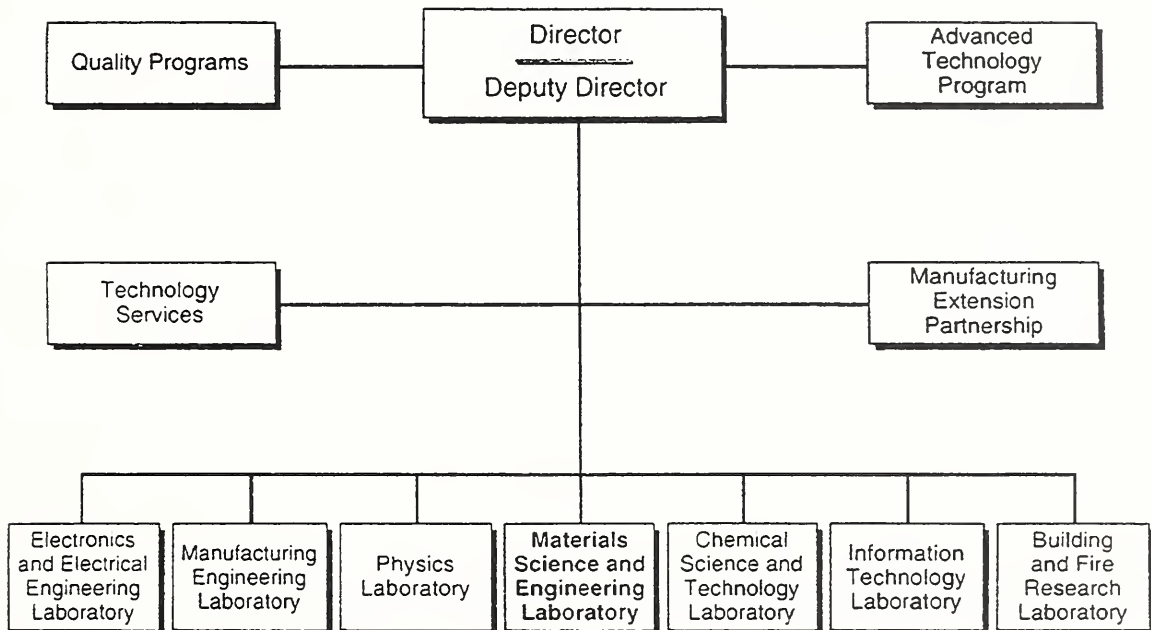 Quality Programs
Director
Deputy Director
Advanced
Technology
Program
Technology
Services
Manufacturing
Extension
Partnership
Electronics
and Electrical
Engineering
Laboratory
Manufacturing
Engineering
Laboratory
Physics
Laboratory
Materials
Science and
Engineering
Laboratory
Chemical
Science and
Technology
Laboratory
Information
Technology
Laboratory
Building
and Fire
Research
Laboratory